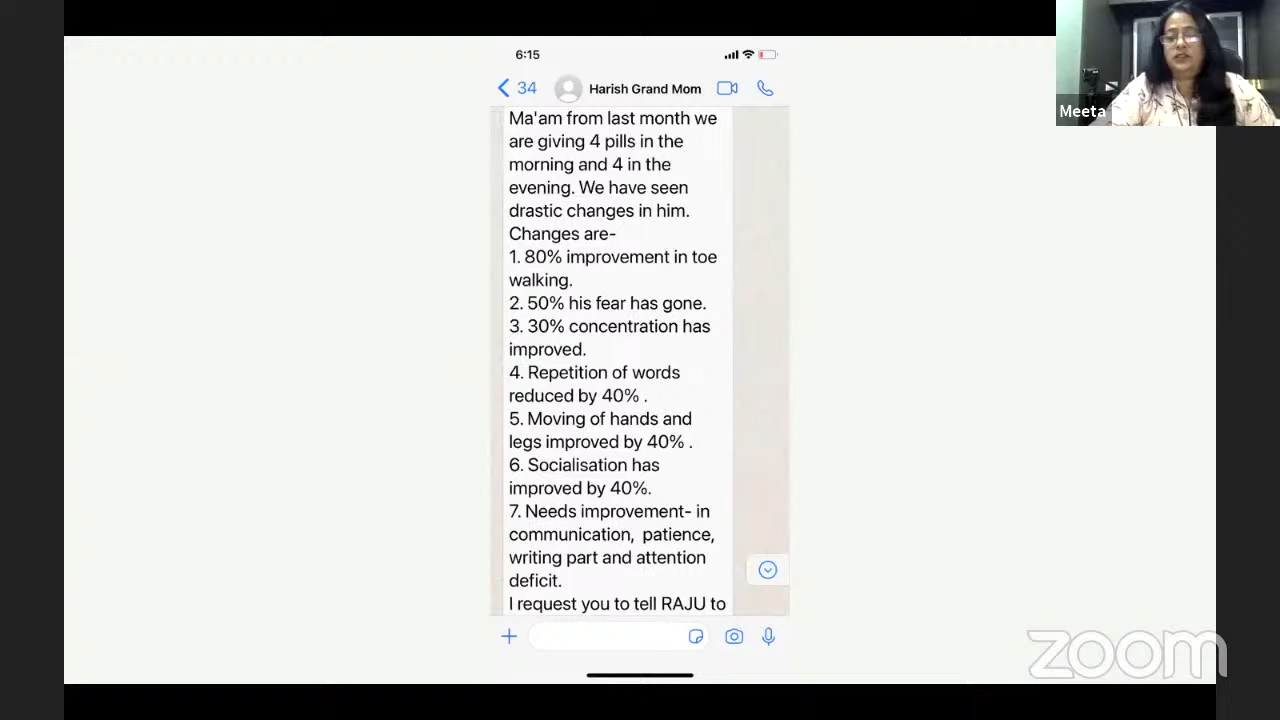 6:15
34
Harish Grand Mom
Ma'am from last month we
are giving 4 pills in the
morning and 4 in the
evening. We have seen
drastic changes in him.
Changes are-
1. 80% improvement in toe
walking.
2. 50% his fear has gone.
3. 30% concentration has
improved.
4. Repetition of words
reduced by 40% .
5. Moving of hands and
legs improved by 40% .
6. Socialisation has
improved by 40%.
7. Needs improvement- in
communication,  patience,
writing part and attention
deficit.
I request you to tell RAJU to
Meeta
zoom